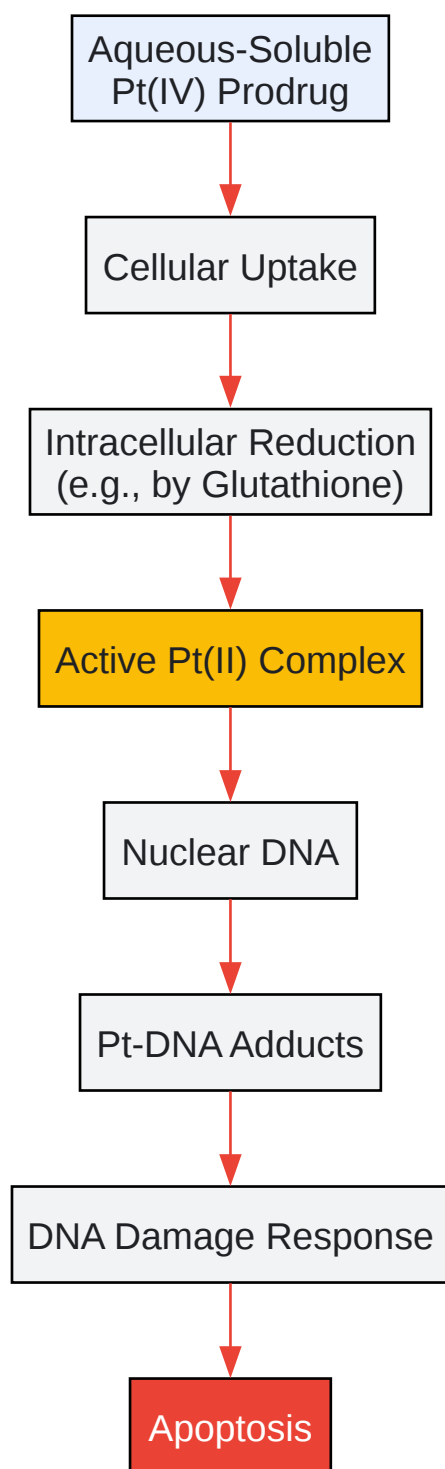 Aqueous-Soluble
Pt(IV) Prodrug
Cellular Uptake
Intracellular Reduction
(e.g., by Glutathione)
Active Pt(II) Complex
Nuclear DNA
Pt-DNA Adducts
DNA Damage Response
Apoptosis